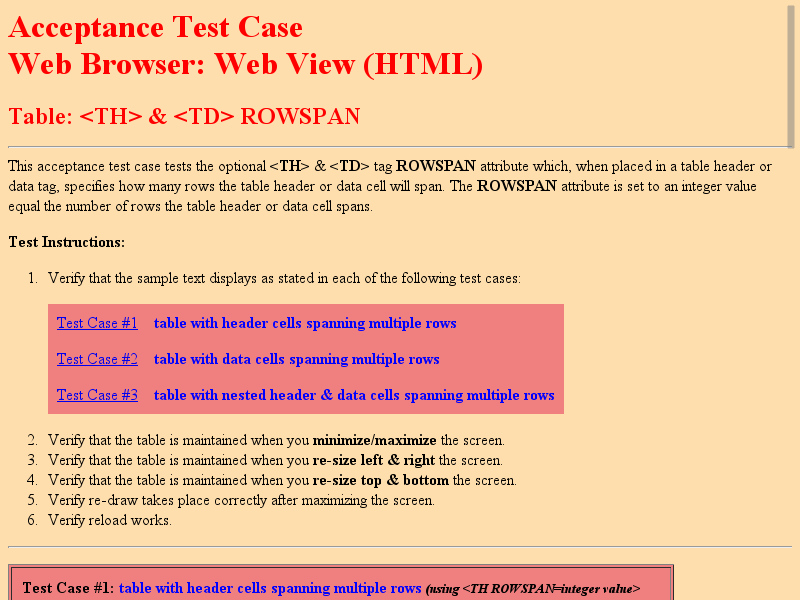 Acceptance Test Case
Web Browser: Web View (HTML)
Table: <TH> & <TD> ROWSPAN
This acceptance test case tests the optional <TH> & <TD> tag ROWSPAN attribute which, when placed in a table header or
data tag, specifies how many rows the table header or data cell will span. The ROWSPAN attribute is set to an integer value
equal the number of rows the table header or data cell spans.
Test Instructions:
1. Verify that the sample text displays as stated in each of the following test cases:
Test Case #1 table with header cells spanning multiple rows
Test Case #2 table with data cells spanning multiple rows
Test Case #3 table with nested header & data cells spanning multiple rows
2. Verify that the table is maintained when you minimize/maximize the screen.
3. Verify that the table is maintained when you re-size left & right the screen.
4. Verify that the table is maintained when you re-size top & bottom the screen.
5. Verify re-draw takes place correctly after maximizing the screen.
6. Verify reload works.
Test Case #1: table with header cells spanning multiple rows (using <TH ROWSPAN=integer value>